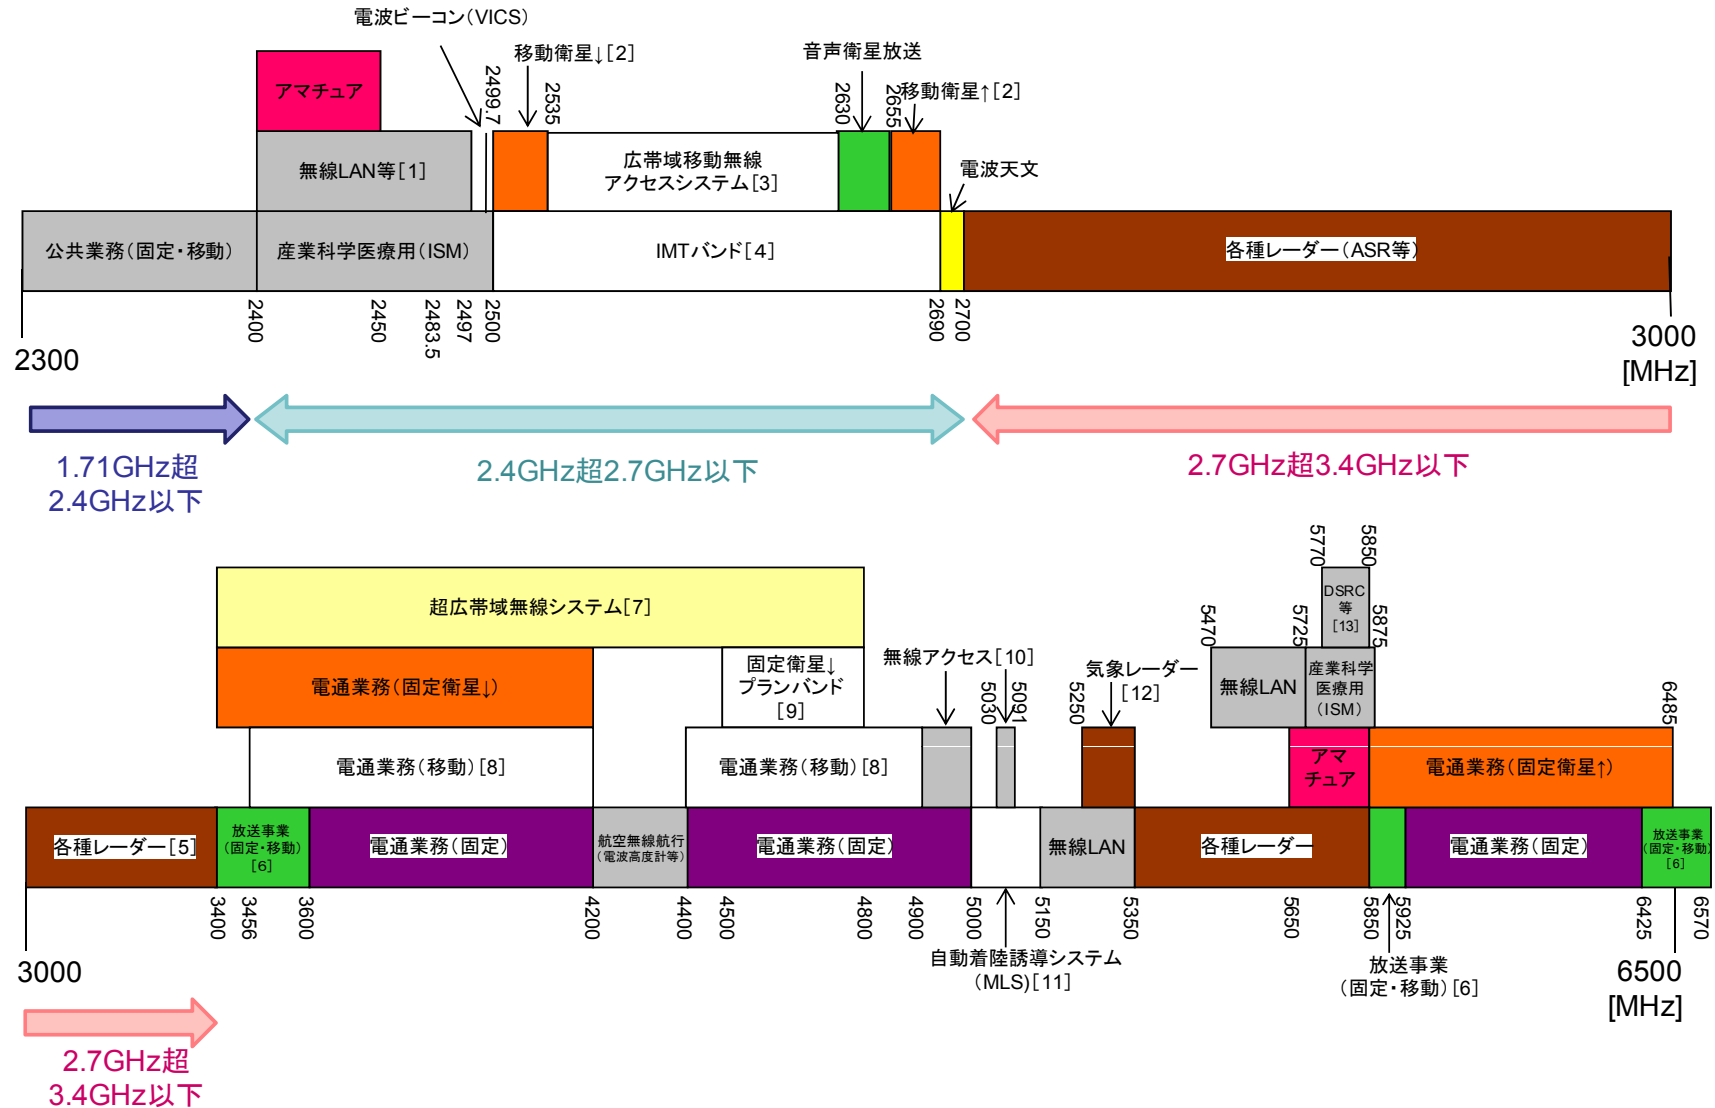 電波ビーコン(VICS)
移動衛星↓[2]
音声衛星放送
移動衛星↑[2]
電波天文
2499.7
2535
2630
2655
アマチュア
無線LAN等[1]
広帯域移動無線
アクセスシステム[3]
公共業務(固定・移動)
産業科学医療用(ISM)
IMTバンド[4]
各種レーダー(ASR等)
2400
2450
2483.5
2497
2500
2690
2700
2300
3000
[MHz]
1.71GHz超
2.4GHz以下
2.4GHz超2.7GHz以下
2.7GHz超3.4GHz以下
5770
5850
超広帯域無線システム[7]
DSRC
等
[13]
5470
5725
5875
電通業務(固定衛星↓)
固定衛星↓
プランバンド
[9]
無線アクセス[10]
5030
5091
5250
気象レーダー
[12]
無線LAN
産業科学
医療用
(ISM)
6485
電通業務(移動)[8]
電通業務(移動)[8]
アマ
チュア
電通業務(固定衛星↑)
各種レーダー[5]
放送事業
(固定・移動)
[6]
電通業務(固定)
航空無線航行
(電波高度計等)
電通業務(固定)
無線LAN
各種レーダー
電通業務(固定)
放送事業
(固定・移動)
[6]
3400
3456
3600
4200
4400
4500
4800
4900
5000
5150
5350
5650
5850
5925
6425
6570
自動着陸誘導システム
(MLS)[11]
放送事業
(固定・移動)[6]
3000
6500
[MHz]
2.7GHz超
3.4GHz以下